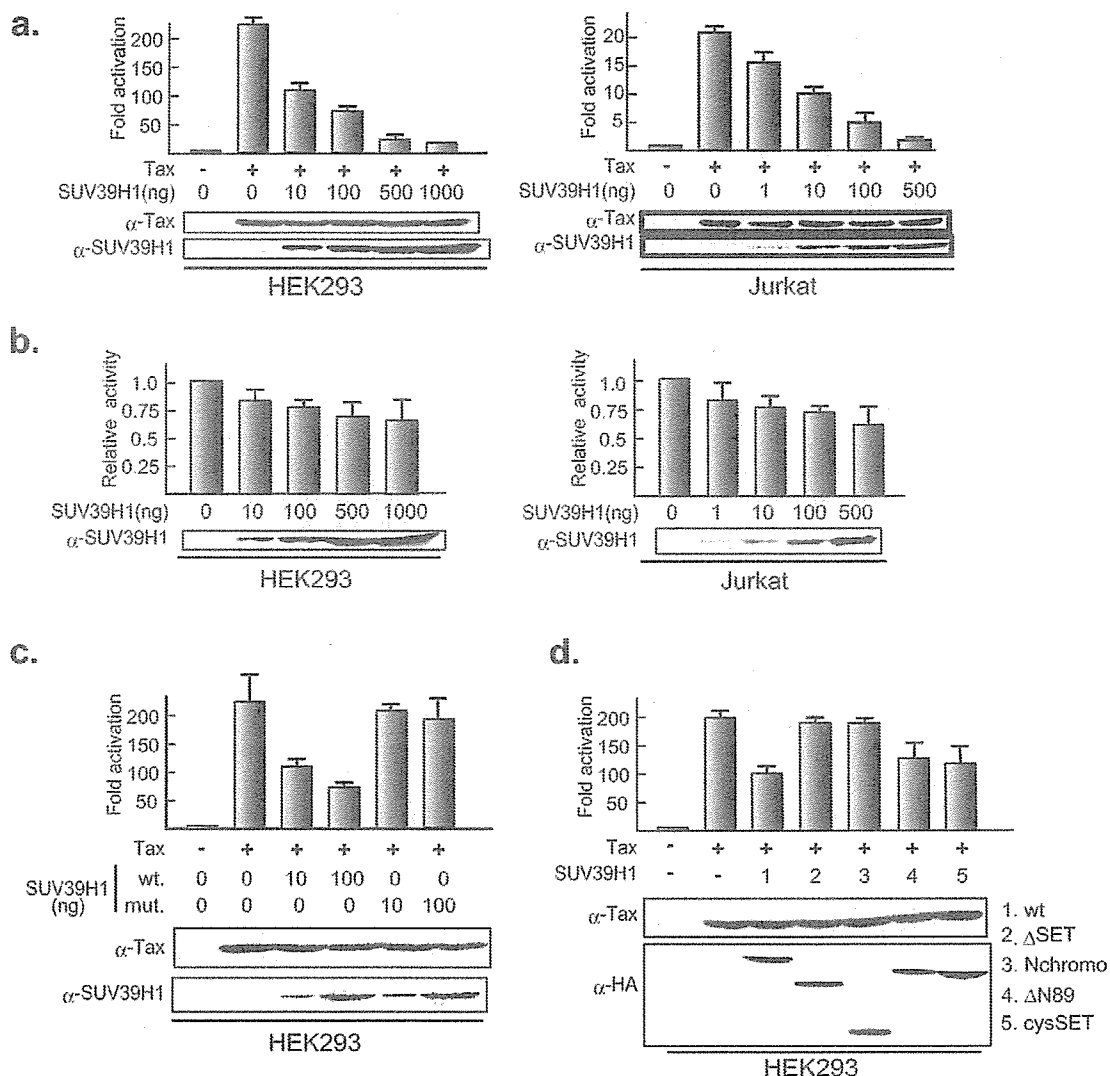 a.
Fold activation
200
150
100
50
Tax - + + + + +
SUV39H1(ng) 0 0 10 100 500 1000
α-Tax
α-SUV39H1
HEK293
Fold activation
20
15
10
5
Tax - + + + + +
SUV39H1(ng) 0 0 1 10 100 500
α-Tax
α-SUV39H1
Jurkat
b.
Relative activity
1.0
0.75
0.5
0.25
SUV39H1(ng) 0 10 100 500 1000
α-SUV39H1
HEK293
Relative activity
1.0
0.75
0.5
0.25
SUV39H1(ng) 0 1 10 100 500
α-SUV39H1
Jurkat
c.
Fold activation
200
150
100
50
Tax - + + + + +
SUV39H1 (ng)
wt. 0 0 10 100 0 0
mut. 0 0 0 0 10 100
α-Tax
α-SUV39H1
HEK293
d.
Fold activation
200
150
100
50
Tax - + + + + + +
SUV39H1 - - 1 2 3 4 5
α-Tax
α-HA
1. wt
2. ΔSET
3. Nchromo
4. ΔN89
5. cysSET
HEK293